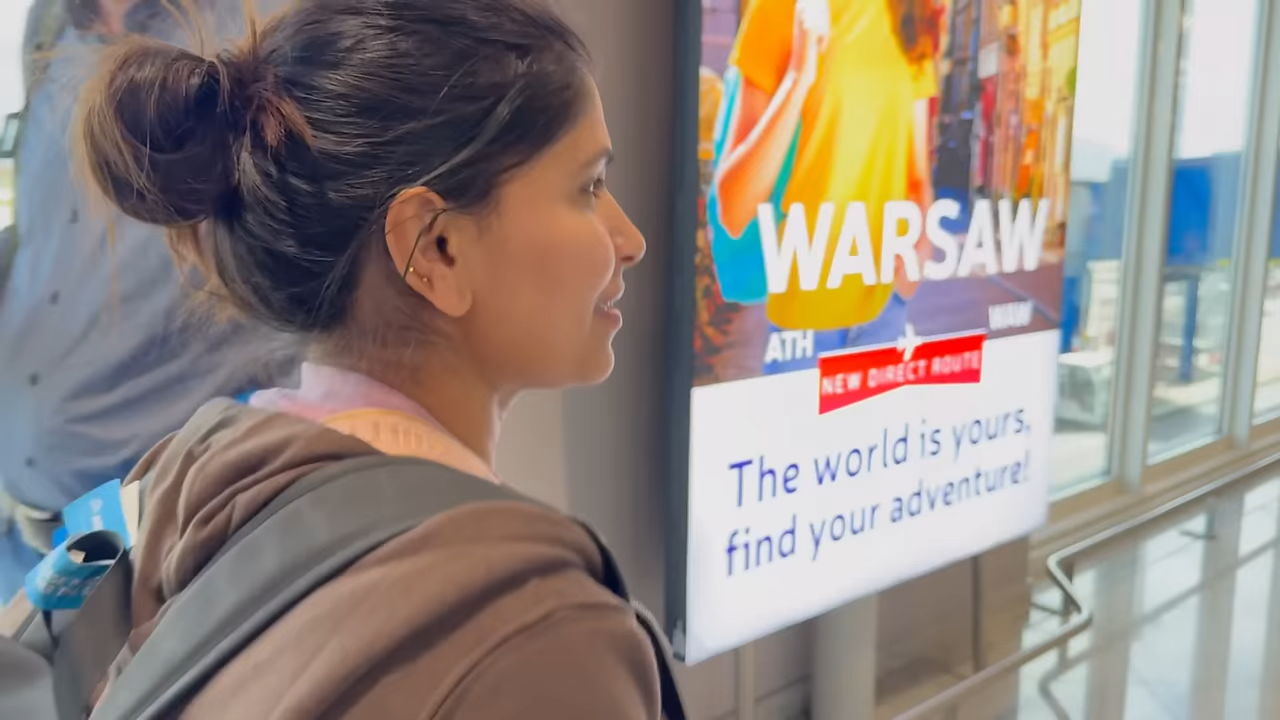 WARSAW
ATH
WAW
NEW DIRECT ROUTE
The world is yours,
find your adventure!